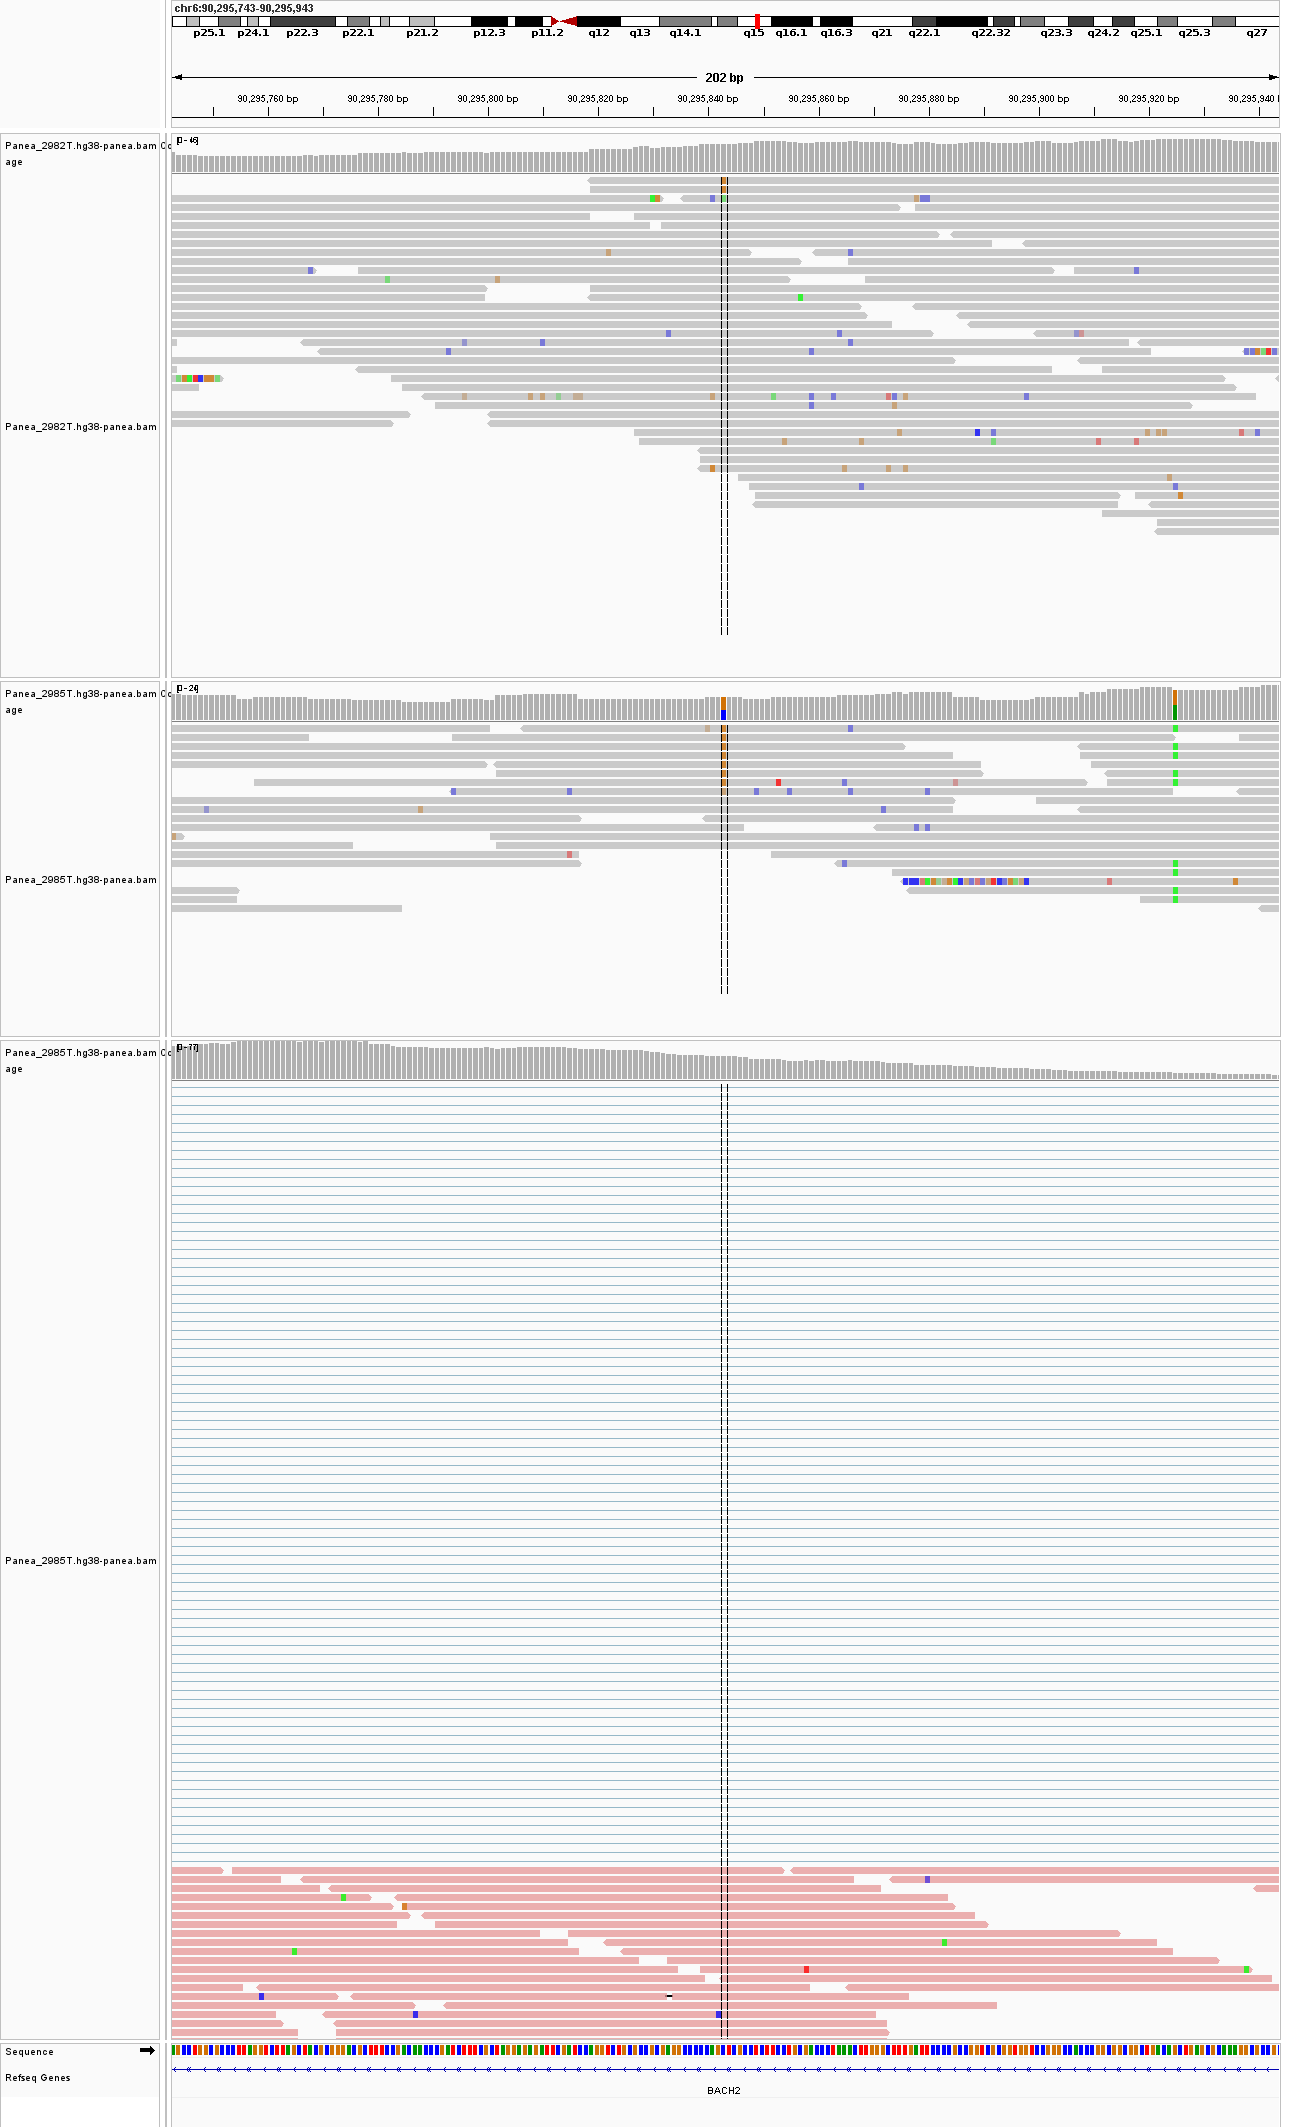 chr6:90,295,743-90,295,943
p25.1 p24.1 p22.3 p22.1 p21.2 p12.3 p11.2 q12 q13 q14.1 q15 q16.1 q16.3 q21 q22.1 q22.32 q23.3 q24.2 q25.1 q25.3 q27
202 bp
90,295,760 bp 90,295,780 bp 90,295,800 bp 90,295,820 bp 90,295,840 bp 90,295,860 bp 90,295,880 bp 90,295,900 bp 90,295,920 bp 90,295,940
Panea_2982T.hg38-panea.bam Co
age
[0 - 46]
Panea_2982T.hg38-panea.bam
Panea_2985T.hg38-panea.bam Co
age
[0 - 24]
Panea_2985T.hg38-panea.bam
Panea_2985T.hg38-panea.bam Co
age
[0 - 77]
Panea_2985T.hg38-panea.bam
Sequence
Refseq Genes
BACH2